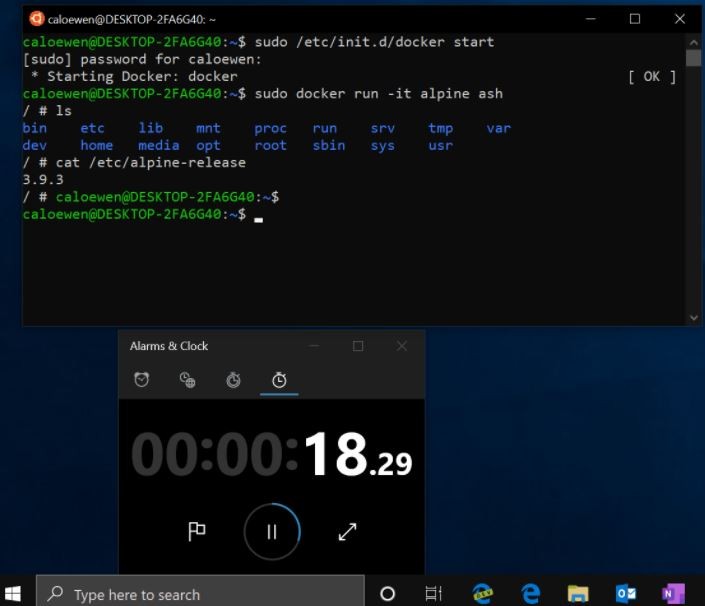 caloewen@DESKTOP-2FA6G40: ~
caloewen@DESKTOP-2FA6G40:~$ sudo /etc/init.d/docker start
[sudo] password for caloewen:
 * Starting Docker: docker [ OK ]
caloewen@DESKTOP-2FA6G40:~$ sudo docker run -it alpine ash
/ # ls
bin etc lib mnt proc run srv tmp var
dev home media opt root sbin sys usr
/ # cat /etc/alpine-release
3.9.3
/ # caloewen@DESKTOP-2FA6G40:~$
caloewen@DESKTOP-2FA6G40:~$
Alarms & Clock
00:00:18.29
Type here to search
DEV
N